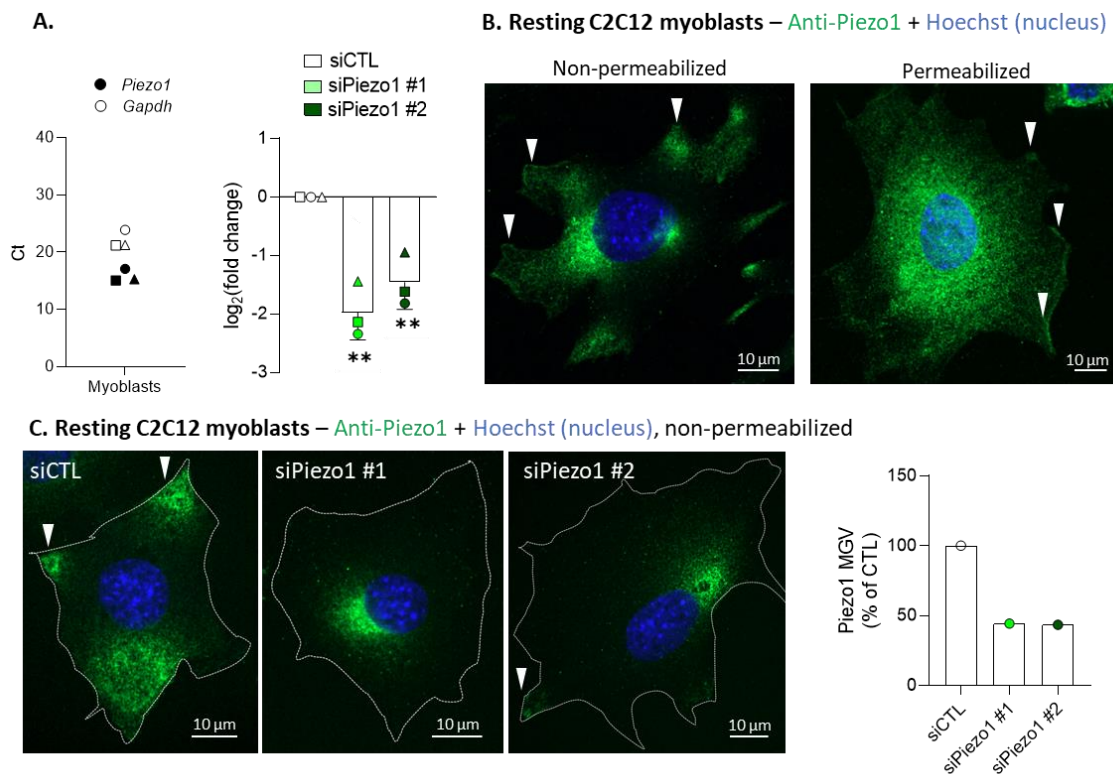 A.
Piezo1
Gapdh
40
30
20
10
0
Ct
Myoblasts
siCTL
siPiezo1 #1
siPiezo1 #2
1
0
-1
-2
-3
log2(fold change)
**
**
B. Resting C2C12 myoblasts – Anti-Piezo1 + Hoechst (nucleus)
Non-permeabilized
Permeabilized
10 µm
10 µm
C. Resting C2C12 myoblasts – Anti-Piezo1 + Hoechst (nucleus), non-permeabilized
siCTL
siPiezo1 #1
siPiezo1 #2
10 µm
10 µm
10 µm
150
100
50
0
Piezo1 MGV
(% of CTL)
siCTL
siPiezo1 #1
siPiezo1 #2